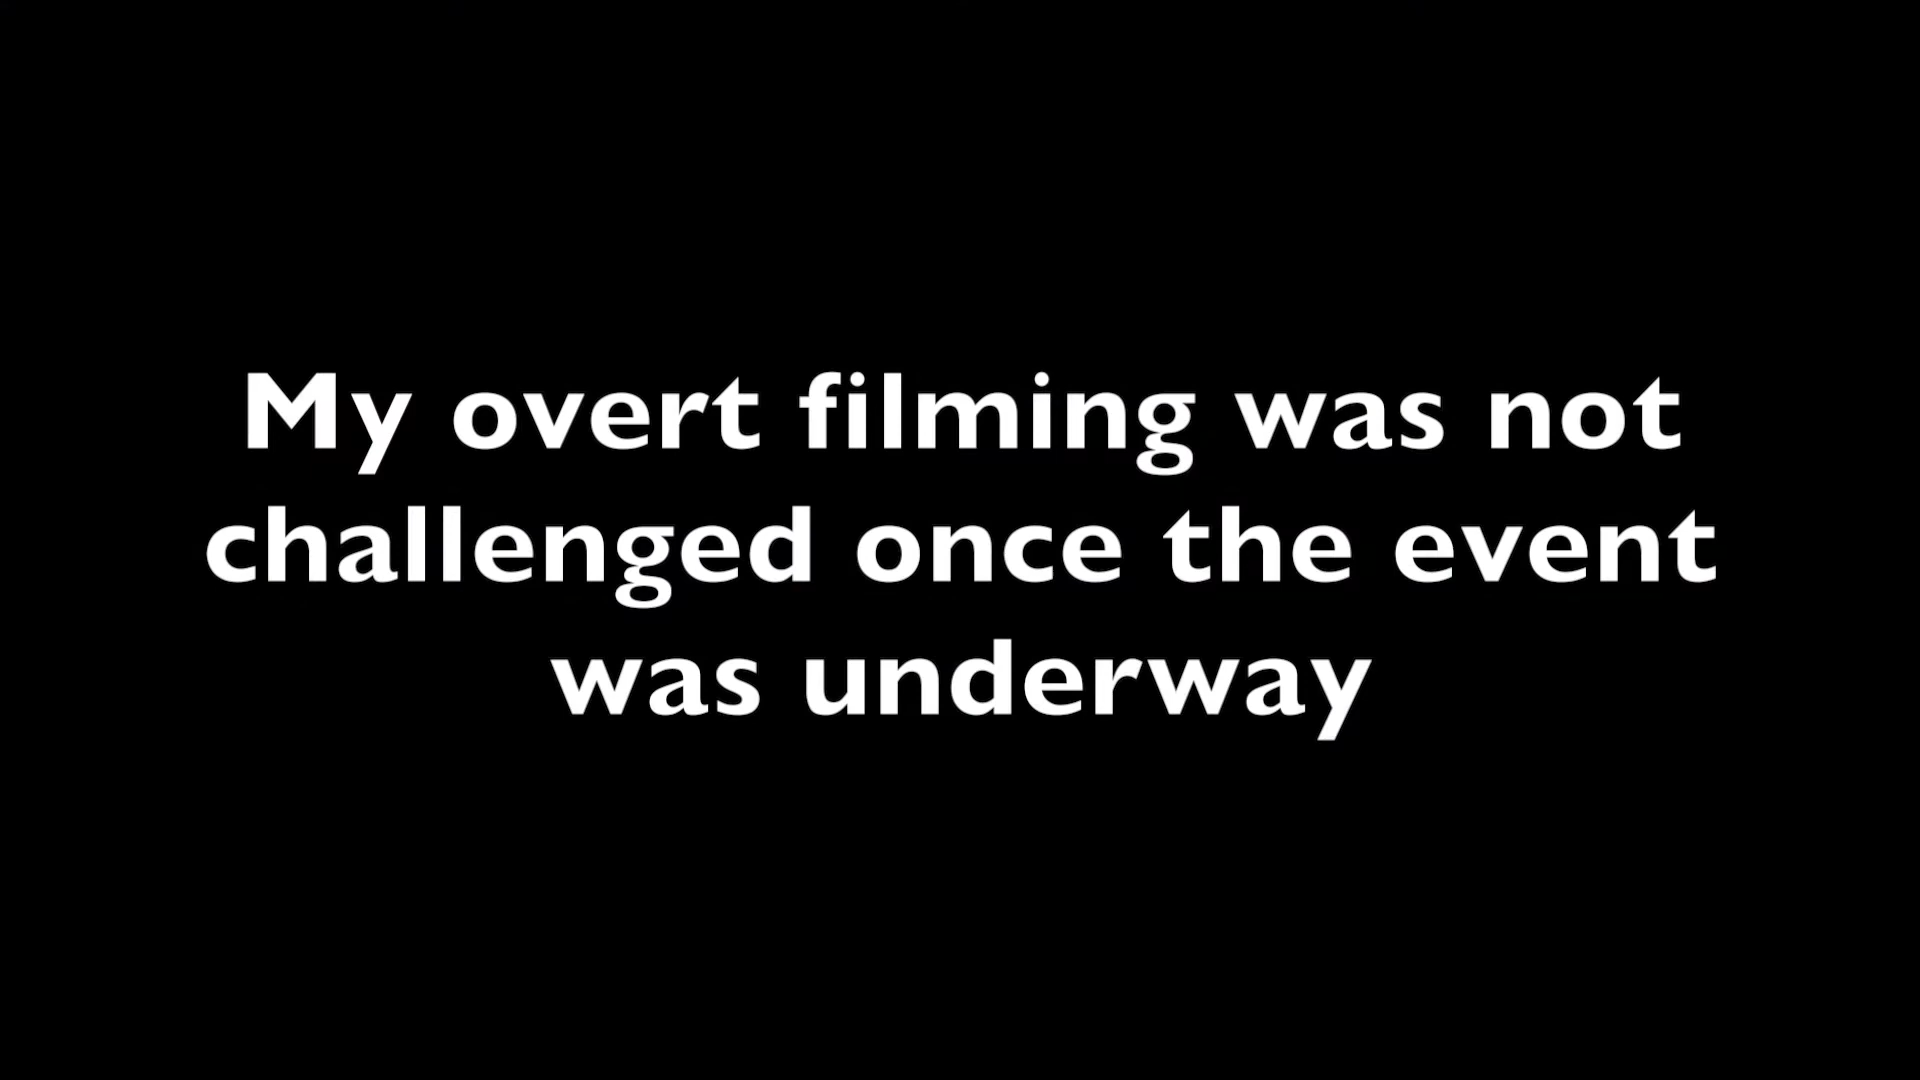 My overt filming was not
challenged once the event
was underway